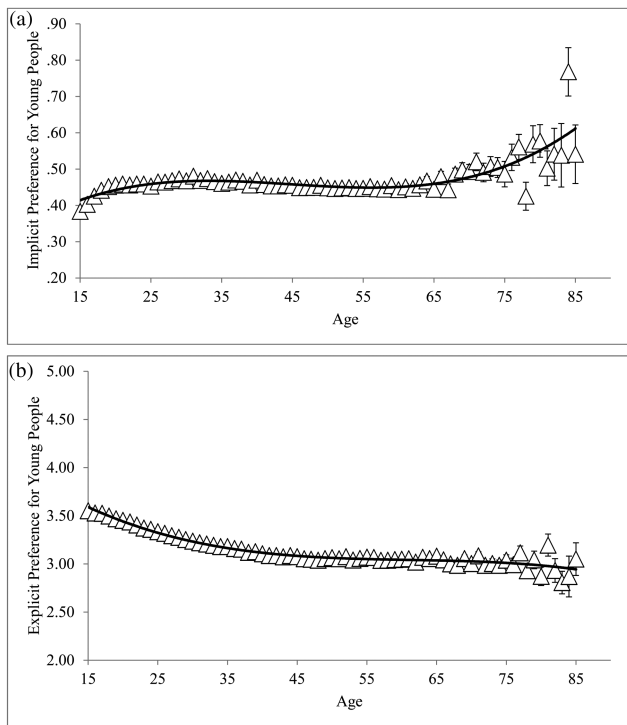 (a)
.90
.80
.70
.60
.50
.40
.30
.20
Implicit Preference for Young People
15 25 35 45 55 65 75 85
Age
(b)
5.00
4.50
4.00
3.50
3.00
2.50
2.00
Explicit Preference for Young People
15 25 35 45 55 65 75 85
Age